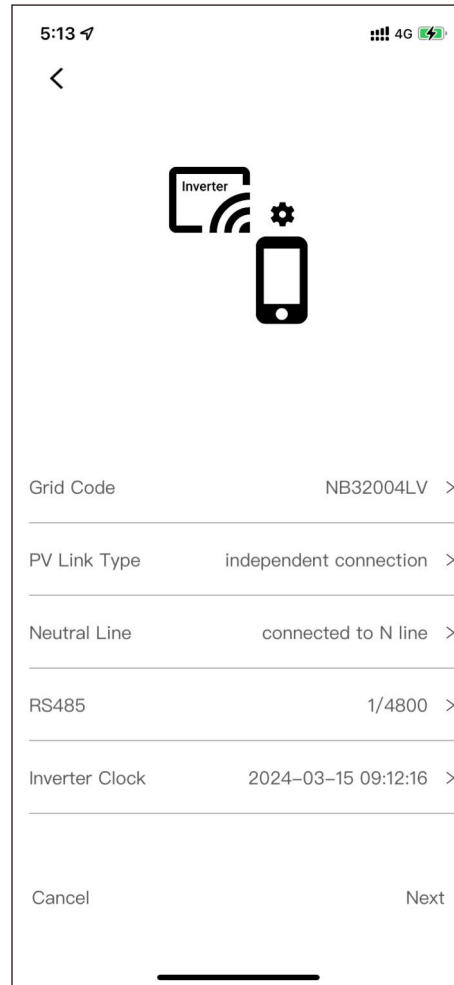 5:13
4G
Inverter
Grid Code NB32004LV >
PV Link Type independent connection >
Neutral Line connected to N line >
RS485 1/4800 >
Inverter Clock 2024-03-15 09:12:16 >
Cancel Next